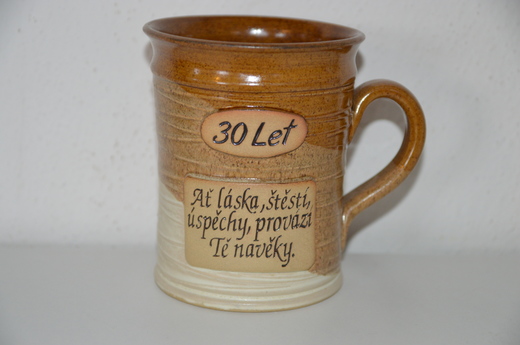 30 Let
Ať láska, štěstí,
úspěchy, provází
Tě navěky.